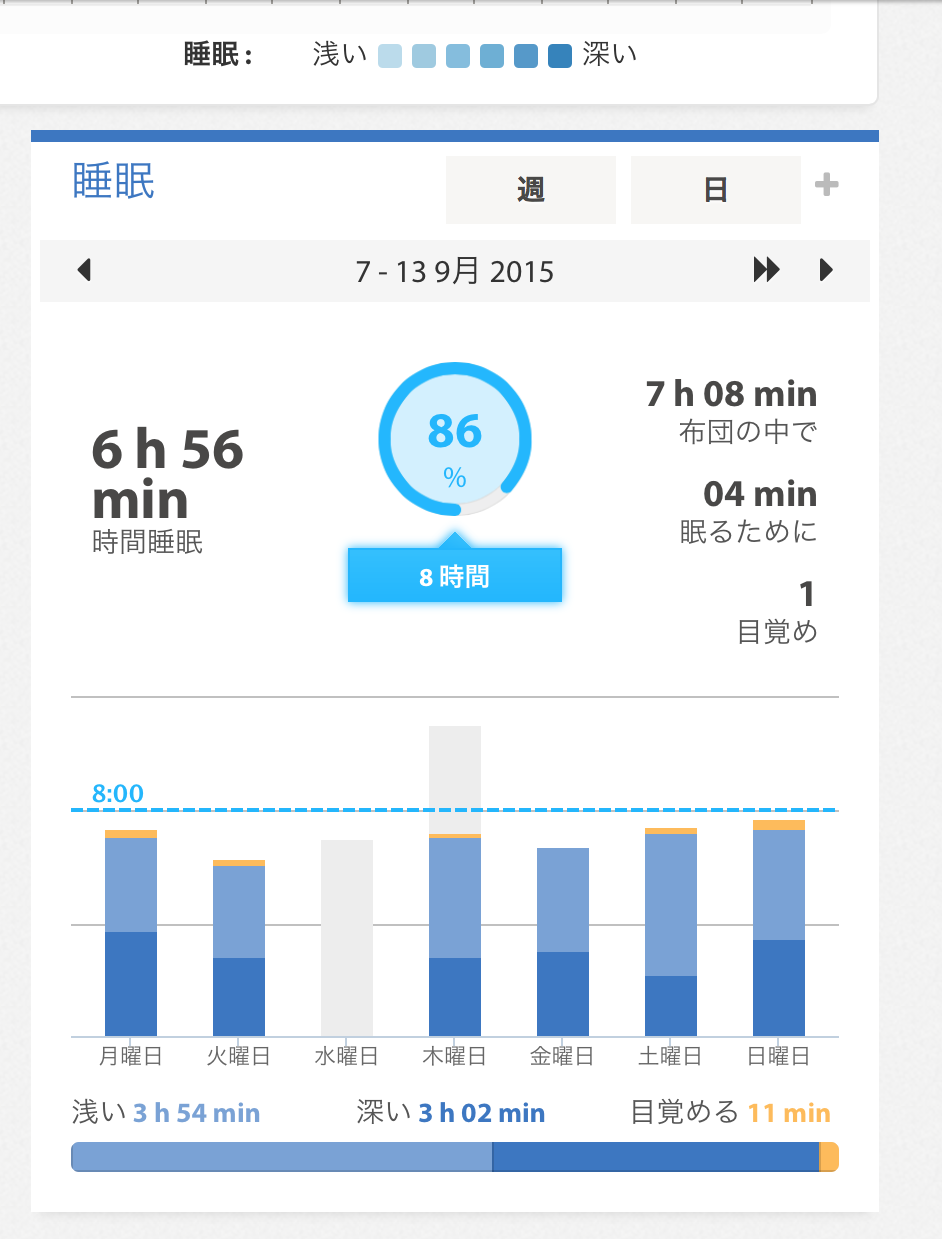 睡眠 : 浅い 深い
睡眠 週 日
7 - 13 9月 2015
6 h 56
min
時間睡眠
86
%
8 時間
7 h 08 min
布団の中で
04 min
眠るために
1
目覚め
8:00
月曜日 火曜日 水曜日 木曜日 金曜日 土曜日 日曜日
浅い 3 h 54 min 深い 3 h 02 min 目覚める 11 min